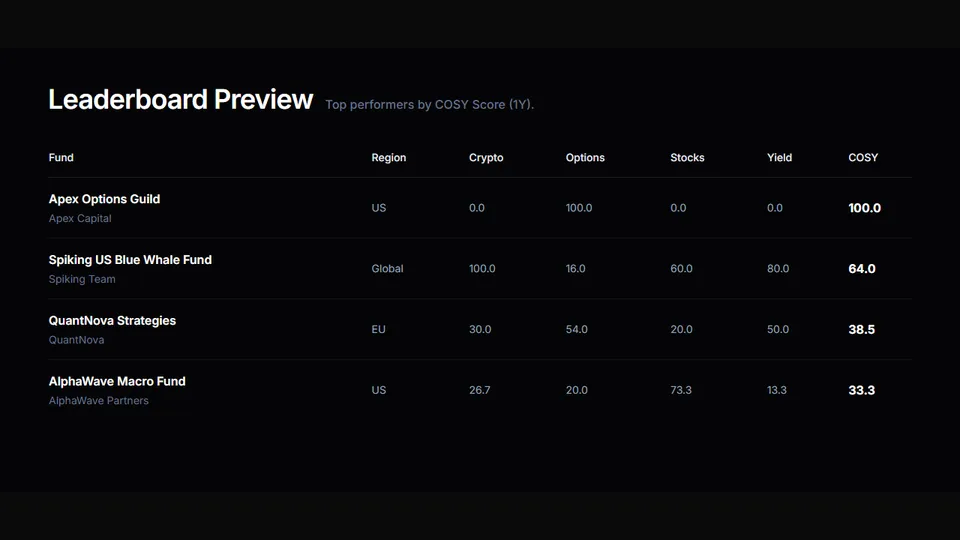 Leaderboard Preview Top performers by COSY Score (1Y).
Fund Region Crypto Options Stocks Yield COSY
Apex Options Guild
Apex Capital
US 0.0 100.0 0.0 0.0 100.0
Spiking US Blue Whale Fund
Spiking Team
Global 100.0 16.0 60.0 80.0 64.0
QuantNova Strategies
QuantNova
EU 30.0 54.0 20.0 50.0 38.5
AlphaWave Macro Fund
AlphaWave Partners
US 26.7 20.0 73.3 13.3 33.3